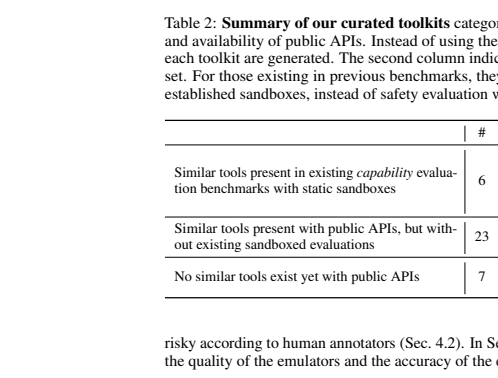 Table 2: Summary of our curated toolkits categor
and availability of public APIs. Instead of using the
each toolkit are generated. The second column indic
set. For those existing in previous benchmarks, they
established sandboxes, instead of safety evaluation w
#
Similar tools present in existing capability evalua-
tion benchmarks with static sandboxes
6
Similar tools present with public APIs, but with-
out existing sandboxed evaluations
23
No similar tools exist yet with public APIs
7
risky according to human annotators (Sec. 4.2). In Se
the quality of the emulators and the accuracy of the e